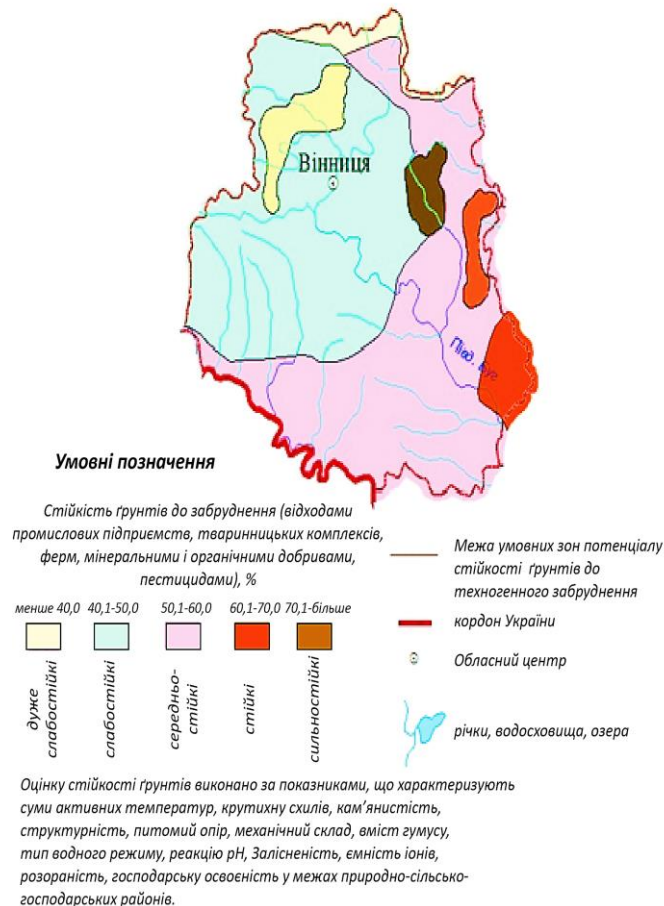 Вінниця
Півд. Буг
Умовні позначення
Стійкість ґрунтів до забруднення (відходами
промислових підприємств, тваринницьких комплексів,
ферм, мінеральними і органічними добривами,
пестицидами), %
менше 40,0 40,1-50,0 50,1-60,0 60,1-70,0 70,1-більше
дуже
слабостійкі
слабостійкі
середньо-
стійкі
стійкі
сильностійкі
Межа умовних зон потенціалу
стійкості ґрунтів до
техногенного забруднення
кордон України
Обласний центр
річки, водосховища, озера
Оцінку стійкості ґрунтів виконано за показниками, що характеризують
суми активних температур, крутихну схилів, кам’янистість,
структурність, питомий опір, механічний склад, вміст гумусу,
тип водного режиму, реакцію pH, Залісненість, ємність іонів,
розораність, господарську освоєність у межах природно-сільсько-
господарських районів.